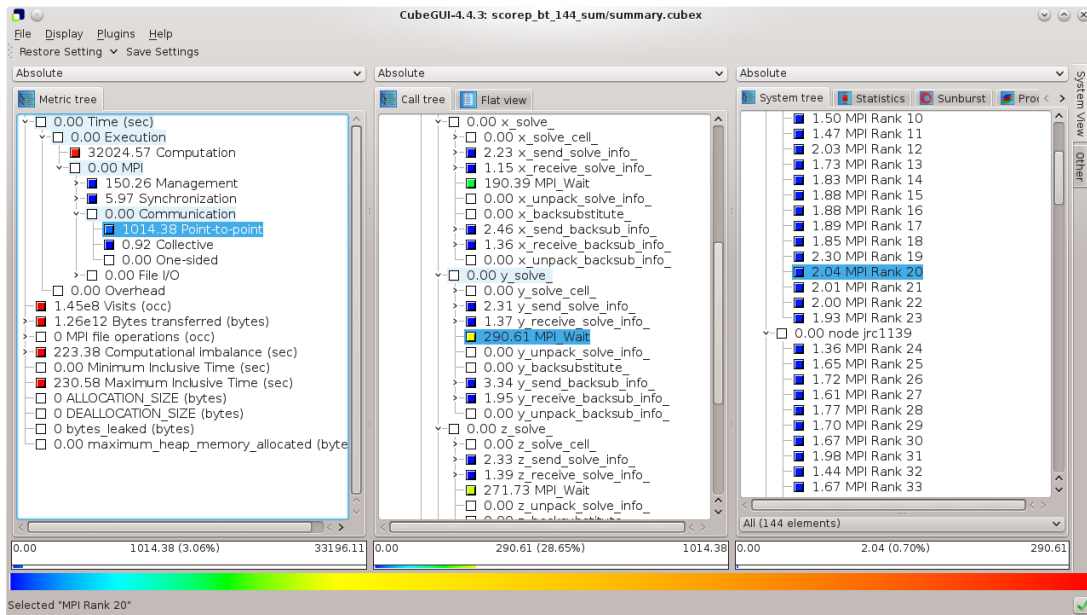 CubeGUI-4.4.3: scorep_bt_144_sum/summary.cubex
File Display Plugins Help
Restore Setting Save Settings
Absolute
Metric tree
0.00 Time (sec)
0.00 Execution
32024.57 Computation
0.00 MPI
150.26 Management
5.97 Synchronization
0.00 Communication
1014.38 Point-to-point
0.92 Collective
0.00 One-sided
0.00 File I/O
0.00 Overhead
1.45e8 Visits (occ)
1.26e12 Bytes transferred (bytes)
0 MPI file operations (occ)
223.38 Computational imbalance (sec)
0.00 Minimum Inclusive Time (sec)
230.58 Maximum Inclusive Time (sec)
0 ALLOCATION_SIZE (bytes)
0 DEALLOCATION_SIZE (bytes)
0 bytes_leaked (bytes)
0.00 maximum_heap_memory_allocated (byte
0.00 1014.38 (3.06%) 33196.11
Absolute
Call tree Flat view
0.00 x_solve_
0.00 x_solve_cell_
2.23 x_send_solve_info_
1.15 x_receive_solve_info_
190.39 MPI_Wait
0.00 x_unpack_solve_info_
0.00 x_backsubstitute_
2.46 x_send_backsub_info_
1.36 x_receive_backsub_info_
0.00 x_unpack_backsub_info_
0.00 y_solve_
0.00 y_solve_cell_
2.31 y_send_solve_info_
1.37 y_receive_solve_info_
290.61 MPI_Wait
0.00 y_unpack_solve_info_
0.00 y_backsubstitute_
3.34 y_send_backsub_info_
1.95 y_receive_backsub_info_
0.00 y_unpack_backsub_info_
0.00 z_solve_
0.00 z_solve_cell_
2.33 z_send_solve_info_
1.39 z_receive_solve_info_
271.73 MPI_Wait
0.00 z_unpack_solve_info_
0.00 290.61 (28.65%) 1014.38
Absolute
System tree Statistics Sunburst Proc
1.50 MPI Rank 10
1.47 MPI Rank 11
2.03 MPI Rank 12
1.73 MPI Rank 13
1.83 MPI Rank 14
1.88 MPI Rank 15
1.88 MPI Rank 16
1.89 MPI Rank 17
1.85 MPI Rank 18
2.30 MPI Rank 19
2.04 MPI Rank 20
2.01 MPI Rank 21
2.00 MPI Rank 22
1.93 MPI Rank 23
0.00 node jrc1139
1.36 MPI Rank 24
1.65 MPI Rank 25
1.72 MPI Rank 26
1.61 MPI Rank 27
1.77 MPI Rank 28
1.70 MPI Rank 29
1.67 MPI Rank 30
1.98 MPI Rank 31
1.44 MPI Rank 32
1.67 MPI Rank 33
All (144 elements)
0.00 2.04 (0.70%) 290.61
System View
Other
Selected "MPI Rank 20"